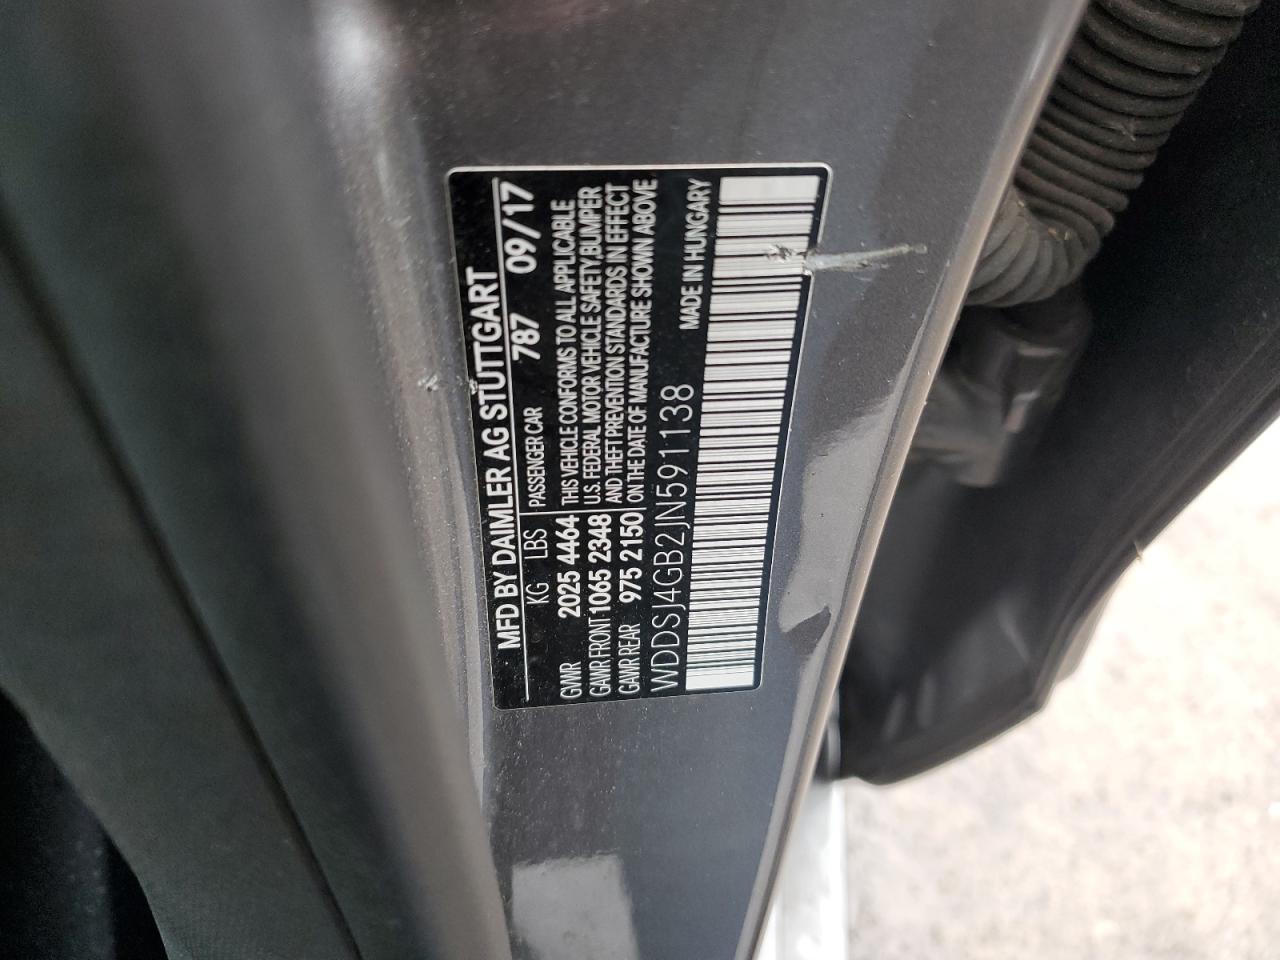 MFD BY DAIMLER AG STUTTGART
KG LBS PASSENGER CAR 787 09/17
GVWR 2025 4464 THIS VEHICLE CONFORMS TO ALL APPLICABLE
GAWR FRONT 1065 2348 U.S. FEDERAL MOTOR VEHICLE SAFETY,BUMPER
GAWR REAR 975 2150 AND THEFT PREVENTION STANDARDS IN EFFECT
ON THE DATE OF MANUFACTURE SHOWN ABOVE
WDDSJ4GB2JN591138 MADE IN HUNGARY